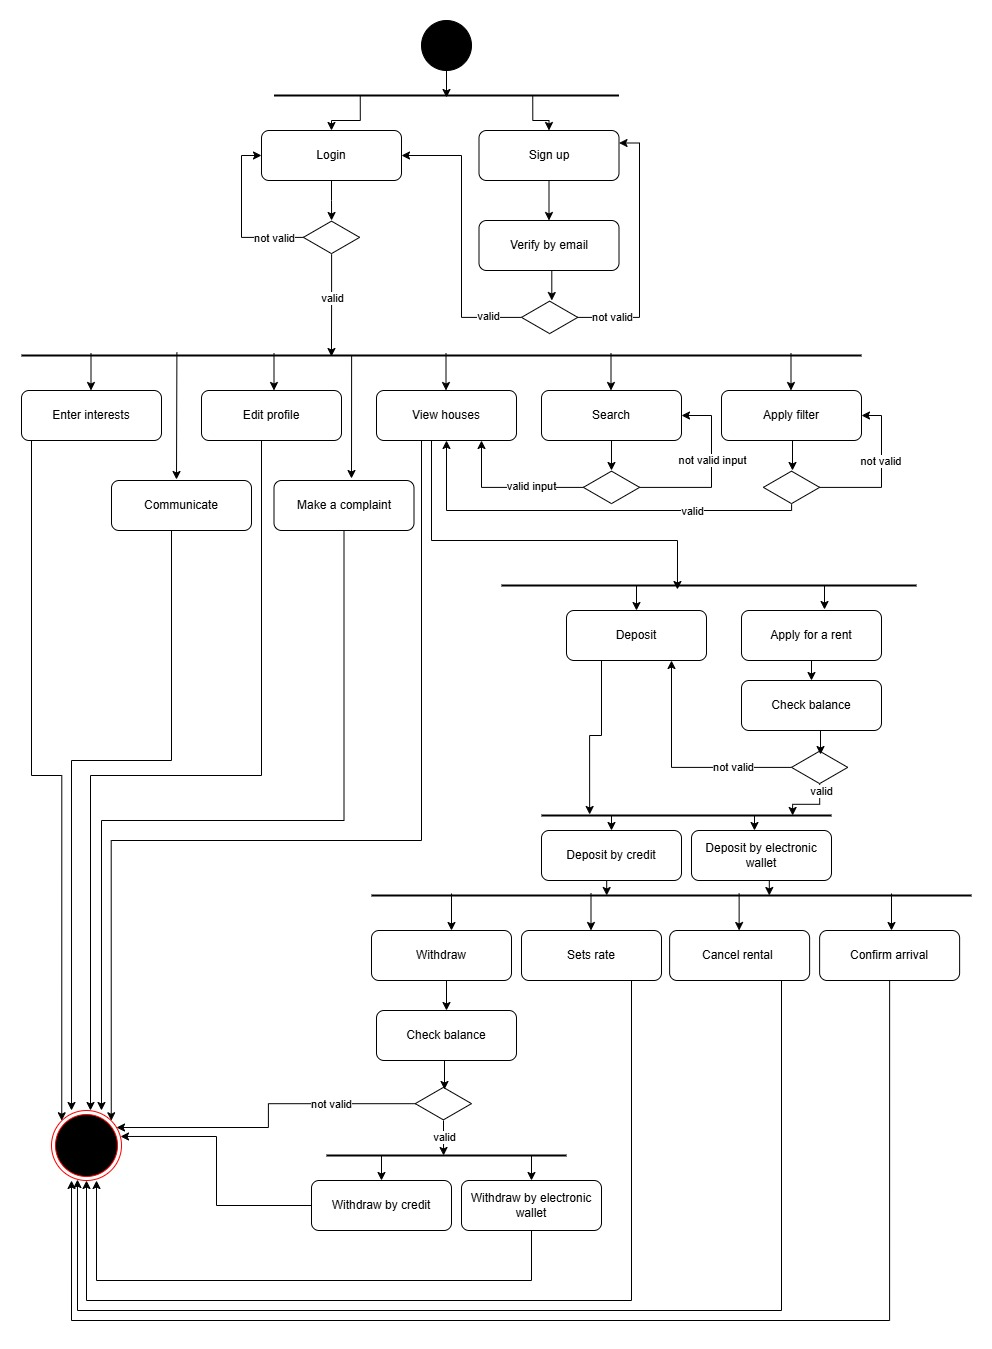 Login
Sign up
not valid
Verify by email
valid
valid
not valid
Enter interests
Edit profile
View houses
Search
Apply filter
not valid input
not valid
valid input
Communicate
Make a complaint
valid
Deposit
Apply for a rent
Check balance
not valid
valid
Deposit by credit
Deposit by electronic
wallet
Withdraw
Sets rate
Cancel rental
Confirm arrival
Check balance
not valid
valid
Withdraw by credit
Withdraw by electronic
wallet